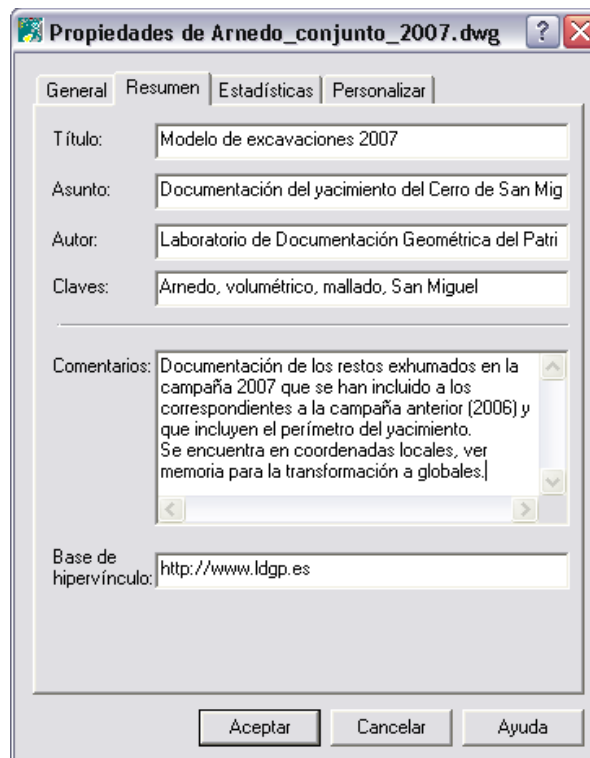 Propiedades de Arnedo_conjunto_2007.dwg
General Resumen Estadísticas Personalizar
Título: Modelo de excavaciones 2007
Asunto: Documentación del yacimiento del Cerro de San Mig
Autor: Laboratorio de Documentación Geométrica del Patri
Claves: Arnedo, volumétrico, mallado, San Miguel
Comentarios: Documentación de los restos exhumados en la
campaña 2007 que se han incluido a los
correspondientes a la campaña anterior (2006) y
que incluyen el perímetro del yacimiento.
Se encuentra en coordenadas locales, ver
memoria para la transformación a globales.
Base de
hipervínculo: http://www.ldgp.es
Aceptar Cancelar Ayuda